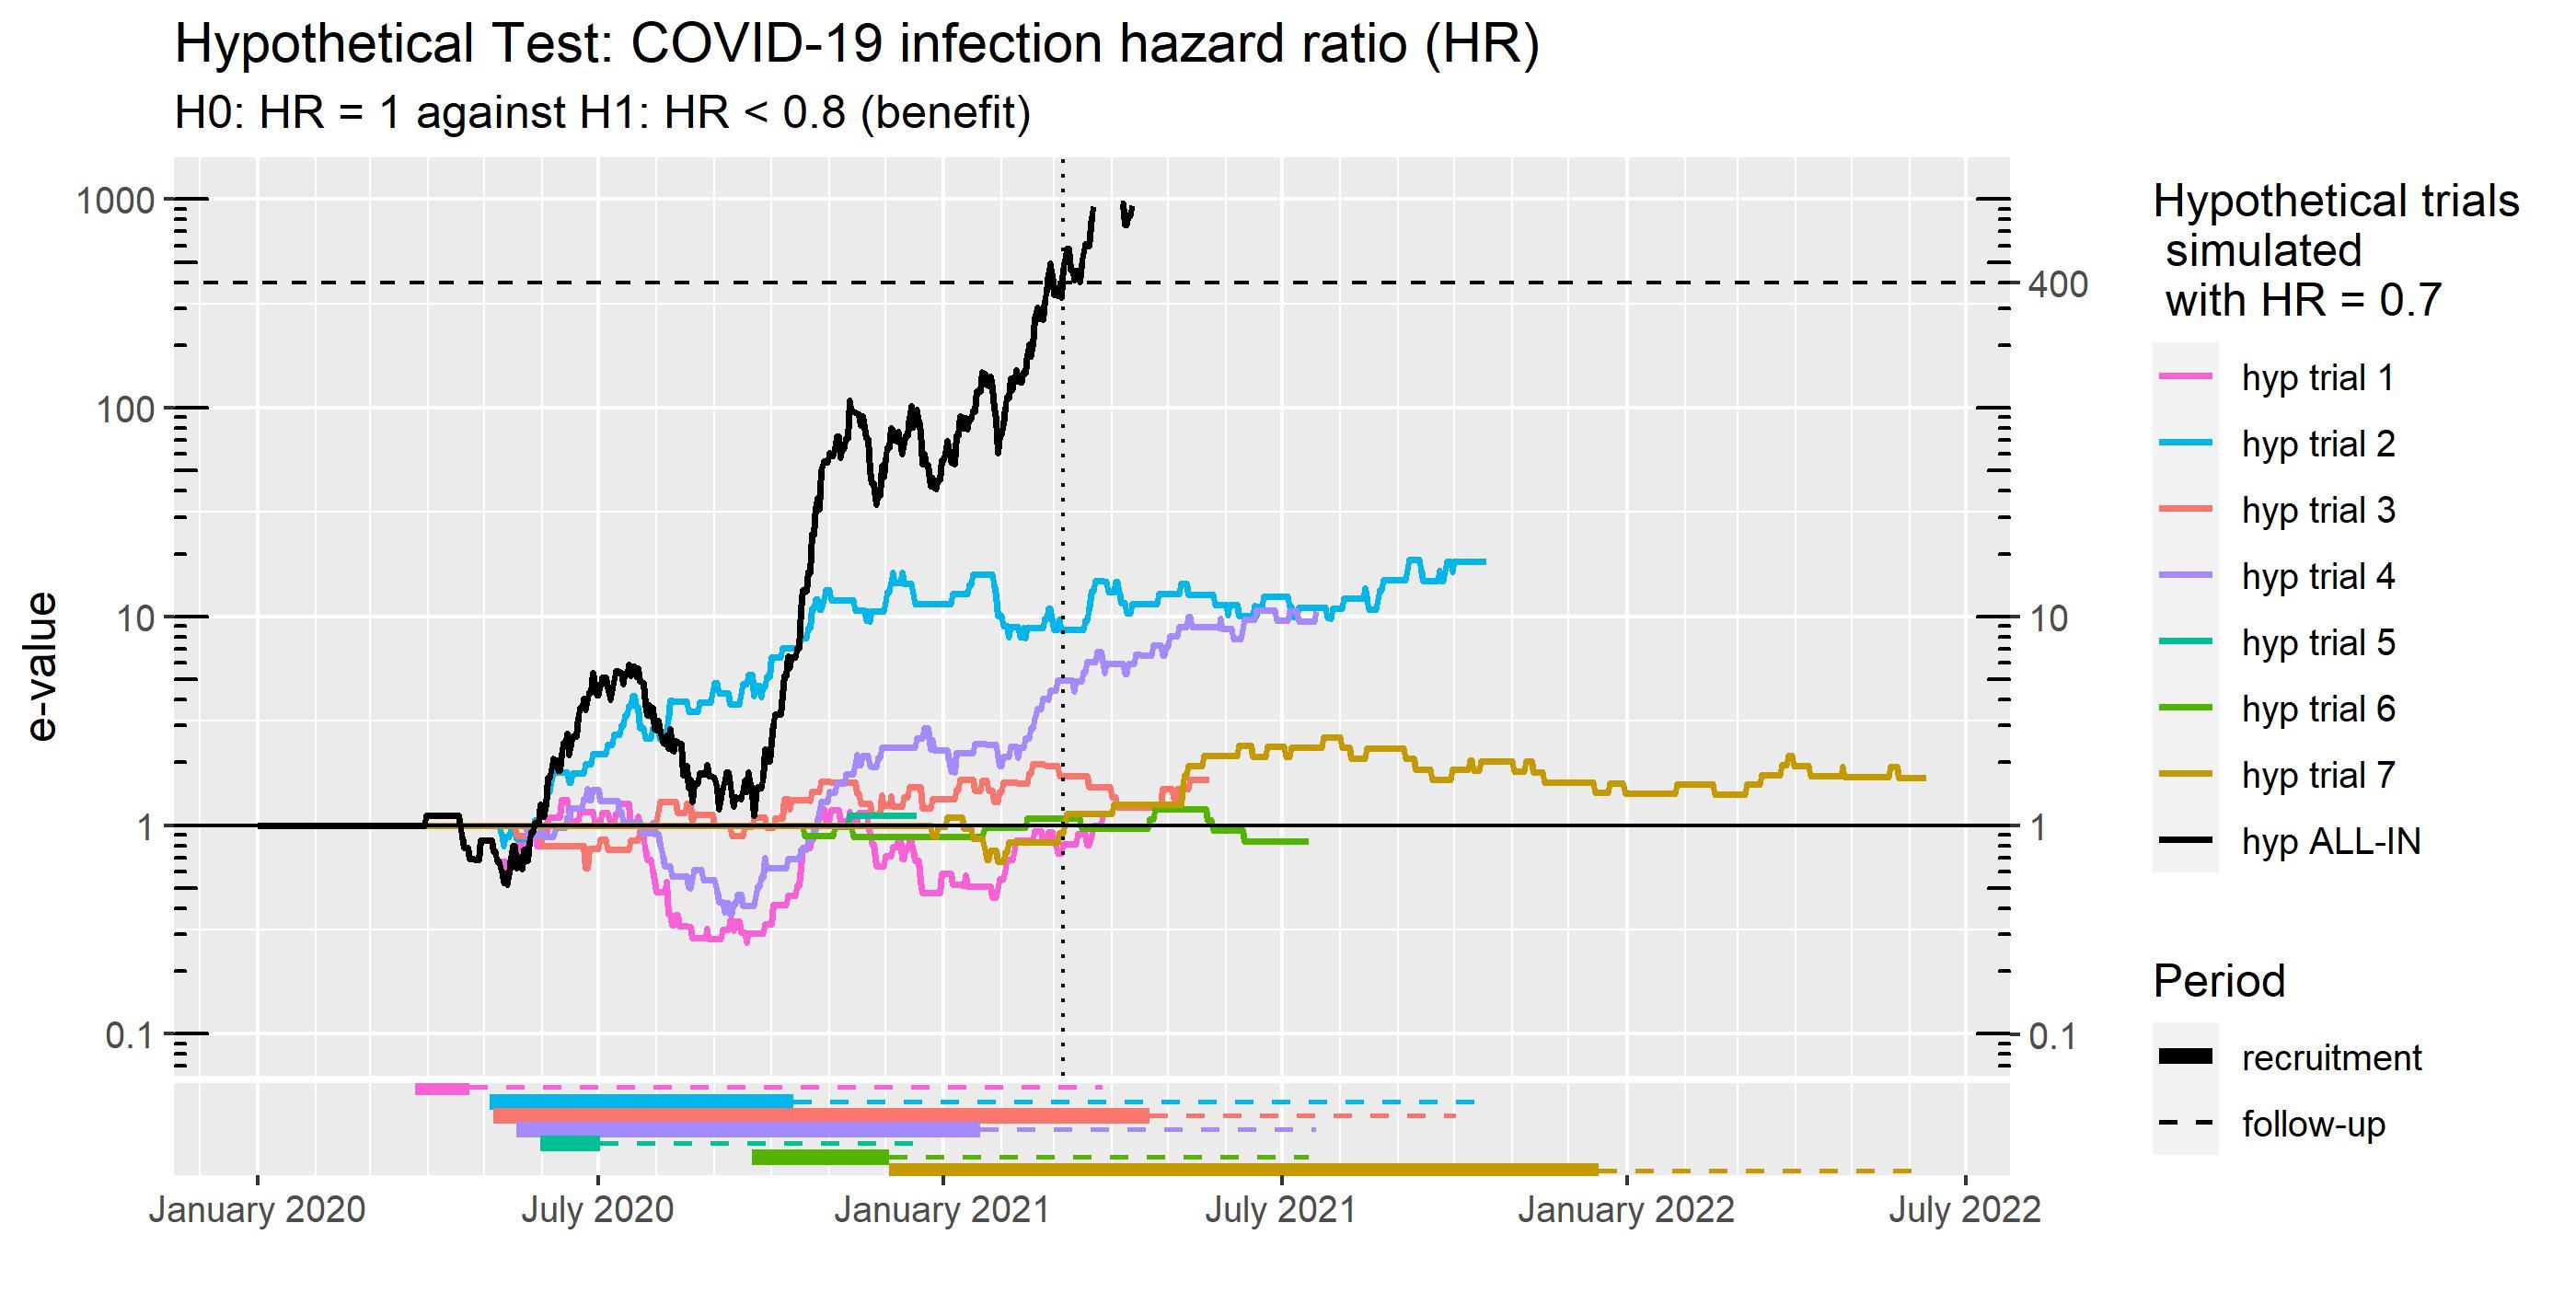 Hypothetical Test: COVID-19 infection hazard ratio (HR)
H0: HR = 1 against H1: HR < 0.8 (benefit)
e-value
1000
100
10
1
0.1
400
10
1
0.1
January 2020
July 2020
January 2021
July 2021
January 2022
July 2022
Hypothetical trials
simulated
with HR = 0.7
hyp trial 1
hyp trial 2
hyp trial 3
hyp trial 4
hyp trial 5
hyp trial 6
hyp trial 7
hyp ALL-IN
Period
recruitment
follow-up